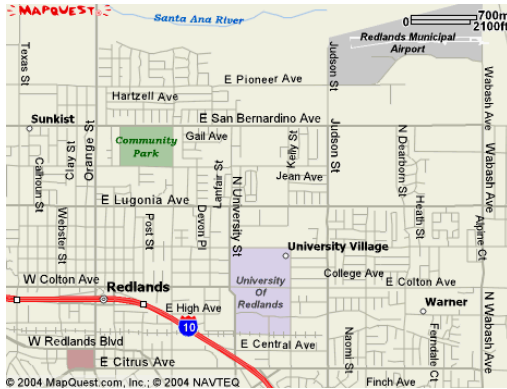 MAPQUEST
Santa Ana River
700m
2100ft
Redlands Municipal
Airport
Texas St
Judson St
Wabash Ave
E Pioneer Ave
Hartzell Ave
E San Bernardino Ave
Sunkist
Orange St
Community
Park
Gail Ave
Kelly St
Judson St
N Dearborn St
Wabash Ave
Clay St
Calhoun St
Lanfair St
Jean Ave
N University St
E Lugonia Ave
Heath St
Alpine Ct
Webster St
Post St
Devon Pl
University Village
W Colton Ave
Redlands
University
Of
Redlands
College Ave
E Colton Ave
E High Ave
Warner
N Wabash Ave
10
W Redlands Blvd
E Central Ave
Naomi St
Ferndale Ct
E Citrus Ave
Finch Ave
© 2004 MapQuest.com, Inc.; © 2004 NAVTEQ
0